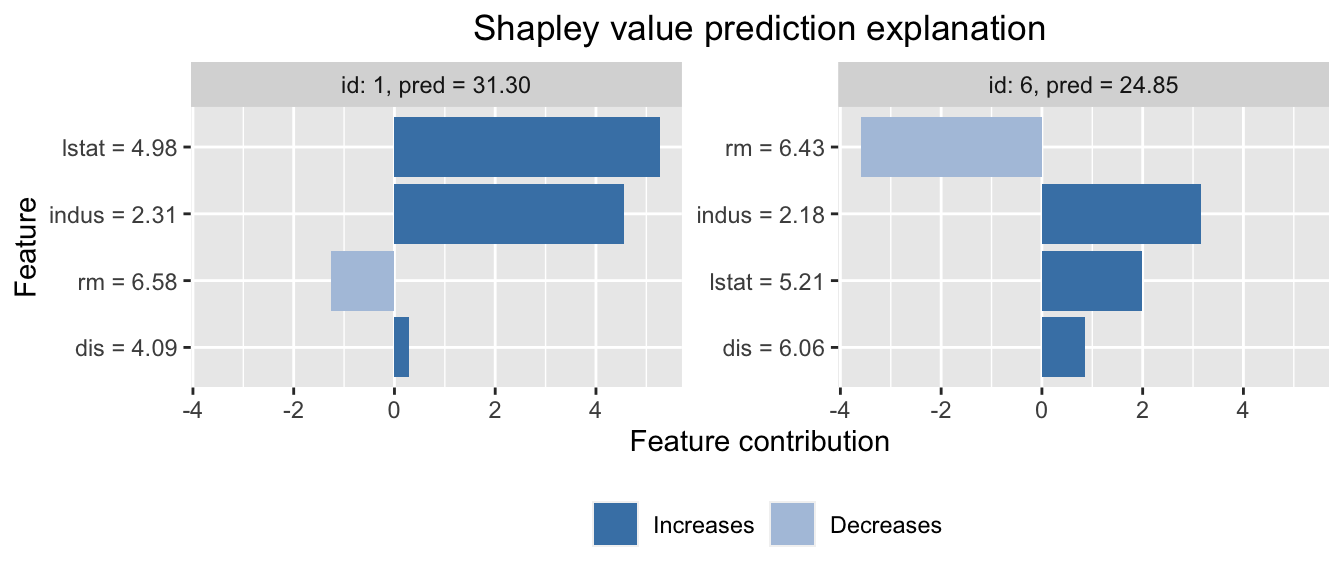 Shapley value prediction explanation
id: 1, pred = 31.30
id: 6, pred = 24.85
Feature
lstat = 4.98
indus = 2.31
rm = 6.58
dis = 4.09
-4 -2 0 2 4
rm = 6.43
indus = 2.18
lstat = 5.21
dis = 6.06
-4 -2 0 2 4
Feature contribution
Increases Decreases